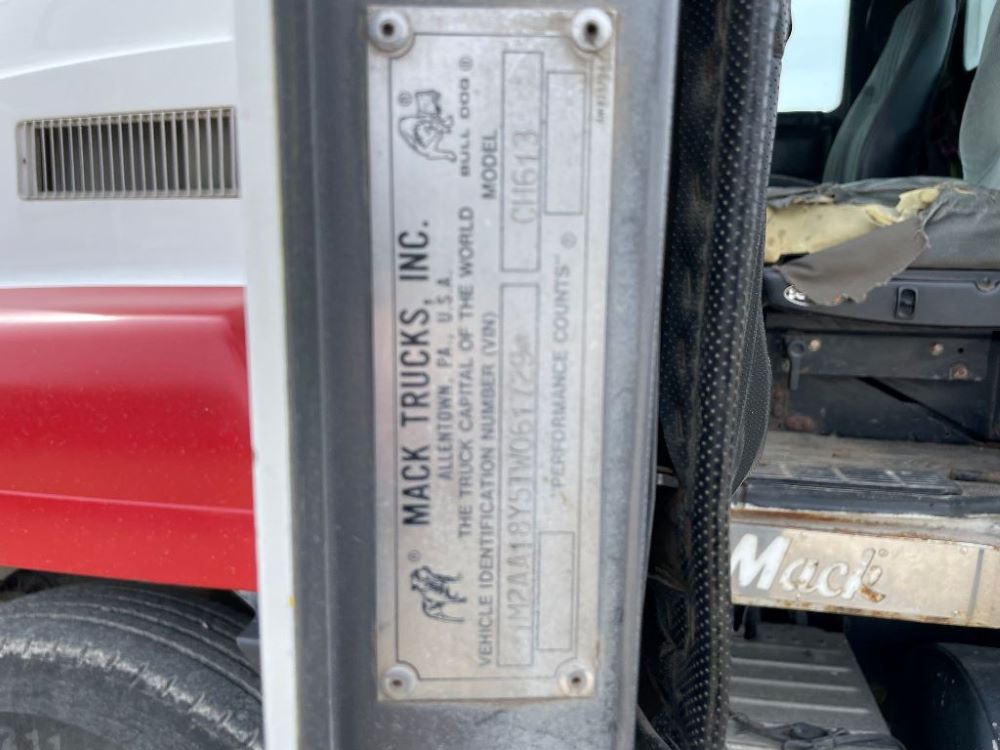 MACK TRUCKS, INC.
ALLENTOWN, PA., U.S.A.
THE TRUCK CAPITAL OF THE WORLD
BULL DOG ®
VEHICLE IDENTIFICATION NUMBER (VIN)
MODEL
1M2AA18Y5TW061729
CH613
"PERFORMANCE COUNTS" ®
Mack